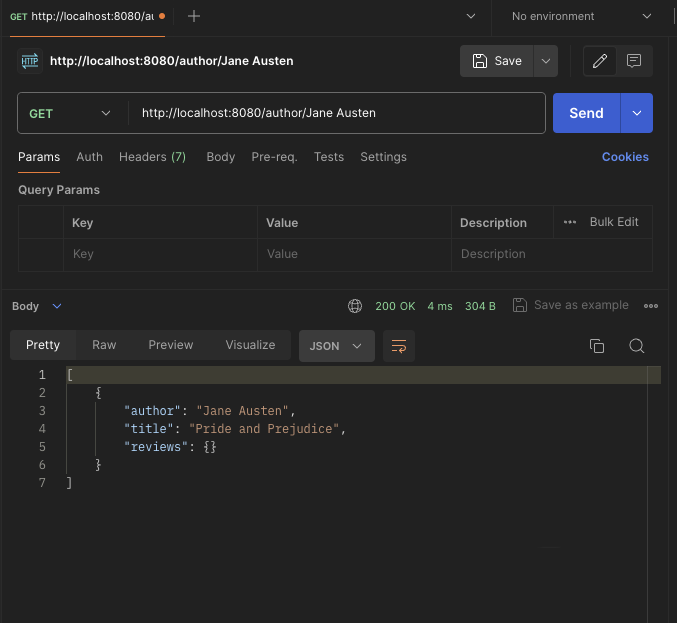 GET http://localhost:8080/au
No environment
HTTP http://localhost:8080/author/Jane Austen
Save
GET http://localhost:8080/author/Jane Austen
Send
Params Auth Headers (7) Body Pre-req. Tests Settings Cookies
Query Params
Key Value Description Bulk Edit
Key Value Description
Body 200 OK 4 ms 304 B Save as example
Pretty Raw Preview Visualize JSON
1 [
2 {
3 "author": "Jane Austen",
4 "title": "Pride and Prejudice",
5 "reviews": {}
6 }
7 ]